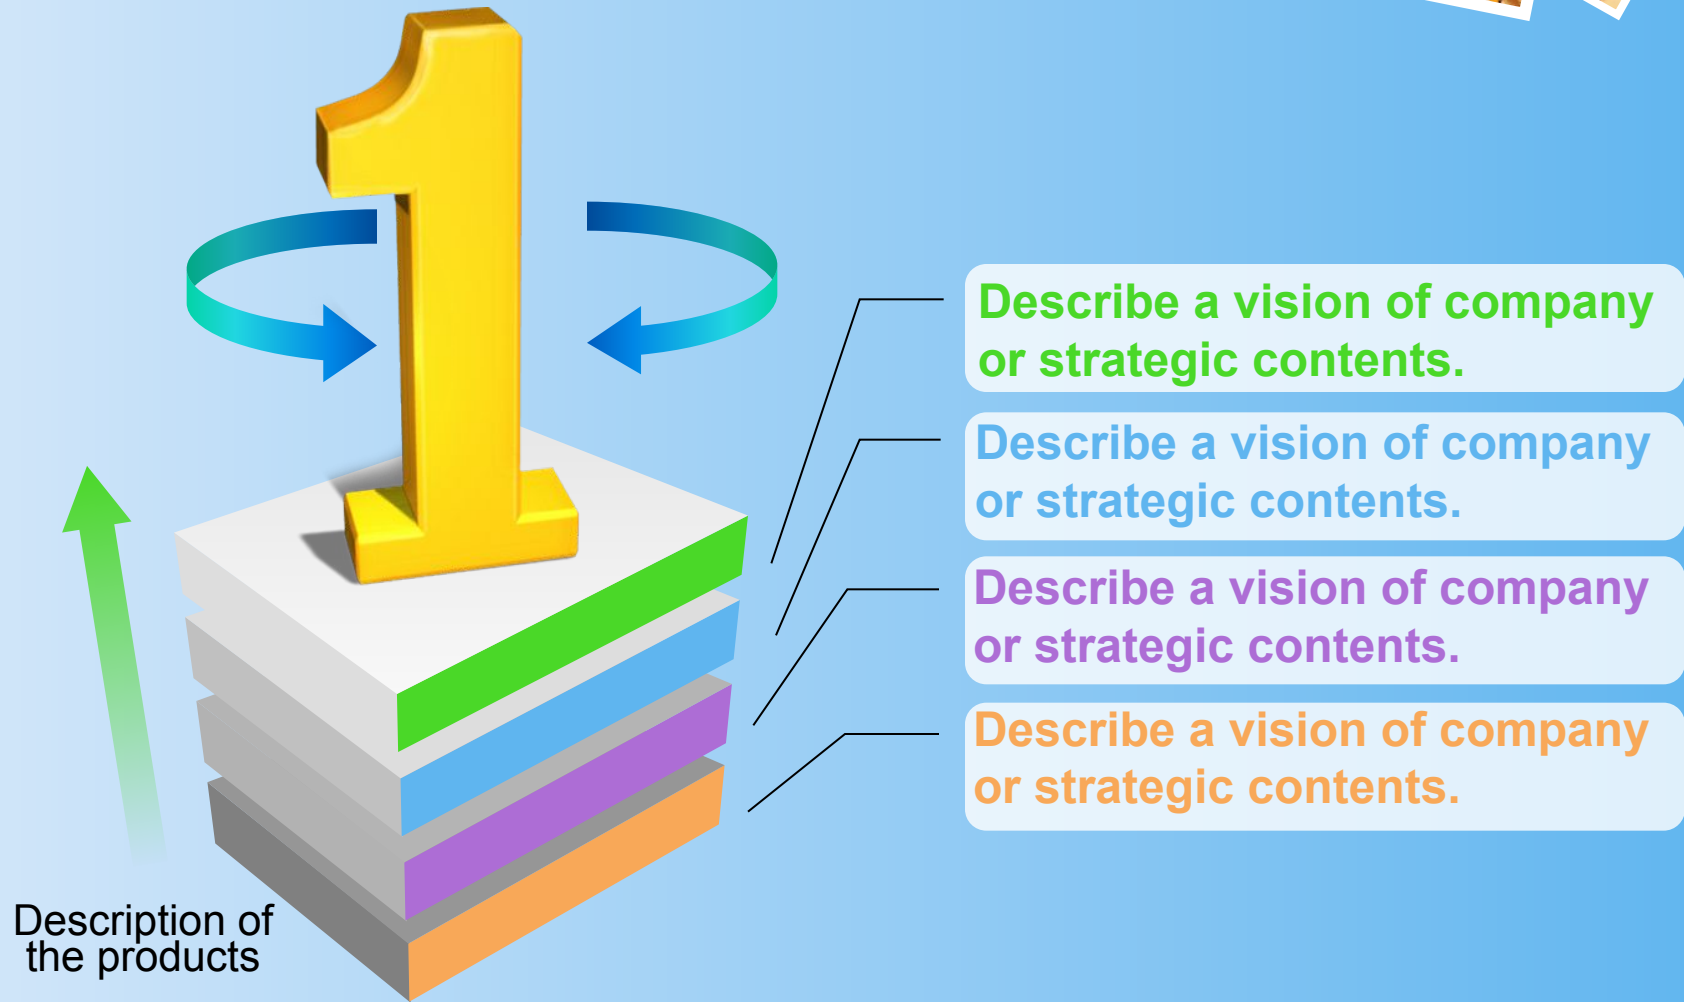 1
Describe a vision of company
or strategic contents.
Describe a vision of company
or strategic contents.
Describe a vision of company
or strategic contents.
Describe a vision of company
or strategic contents.
Description of
the products